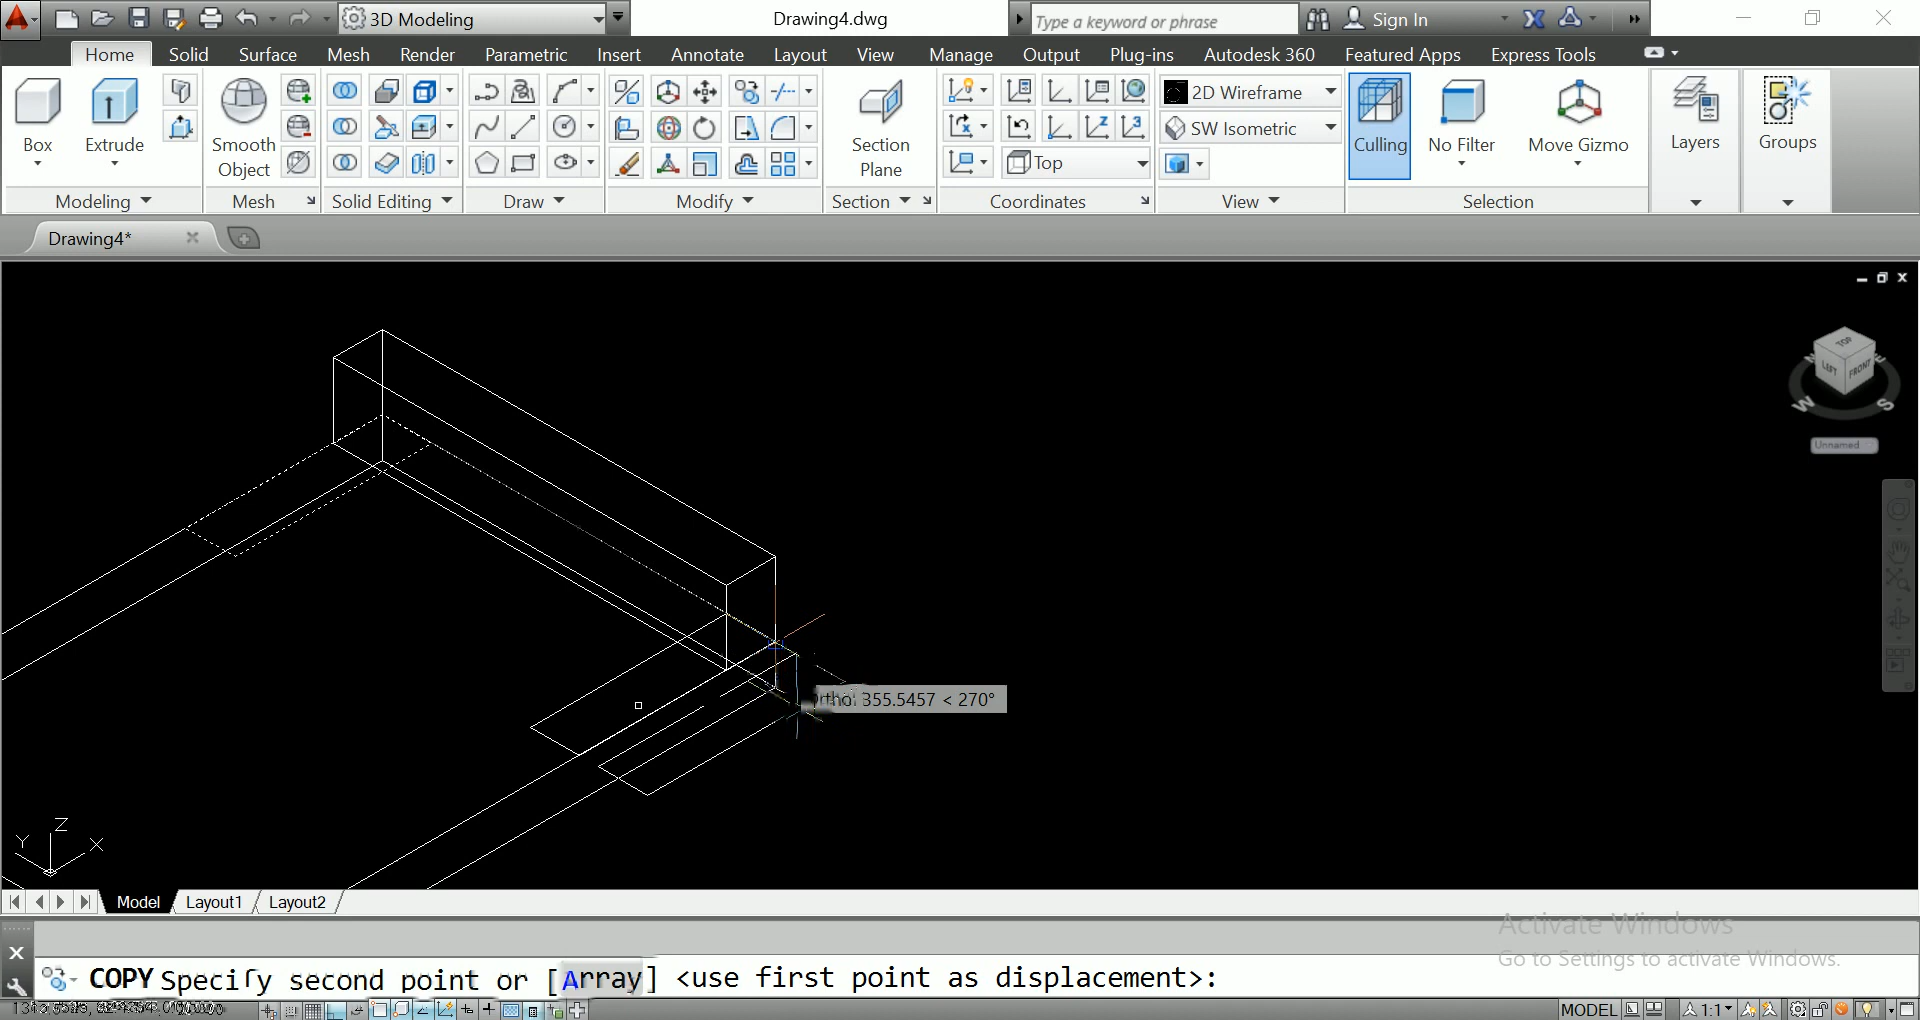 3D Modeling
Drawing4.dwg
Type a keyword or phrase
Sign In
Home Solid Surface Mesh Render Parametric Insert Annotate Layout View Manage Output Plug-ins Autodesk 360 Featured Apps Express Tools
Box
Extrude
Smooth
Object
Section
Plane
Top
2D Wireframe
SW Isometric
Culling
No Filter
Move Gizmo
Layers
Groups
Modeling
Mesh
Solid Editing
Draw
Modify
Section
Coordinates
View
Selection
Drawing4*
TOP
LEFT
FRONT
W
S
Unnamed
355.5457 < 270°
Z
Y
X
Model Layout1 Layout2
Activate Windows
Go to Settings to activate Windows.
COPY Specify second point or [Array] <use first point as displacement>:
MODEL
1:1